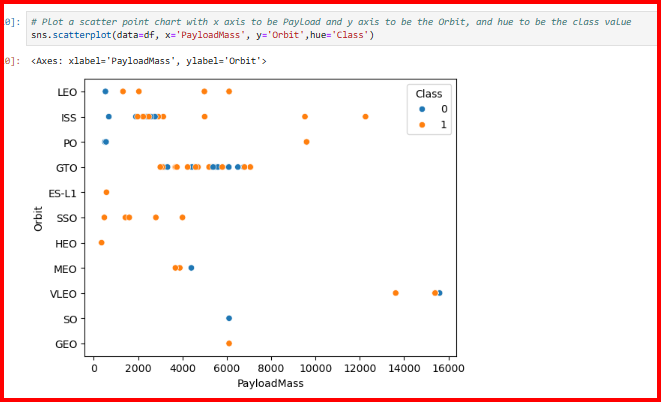 0]: # Plot a scatter point chart with x axis to be Payload and y axis to be the Orbit, and hue to be the class value
sns.scatterplot(data=df, x='PayloadMass', y='Orbit',hue='Class')
0]: <Axes: xlabel='PayloadMass', ylabel='Orbit'>
Class
0
1
LEO
ISS
PO
GTO
ES-L1
SSO
HEO
MEO
VLEO
SO
GEO
Orbit
0 2000 4000 6000 8000 10000 12000 14000 16000
PayloadMass